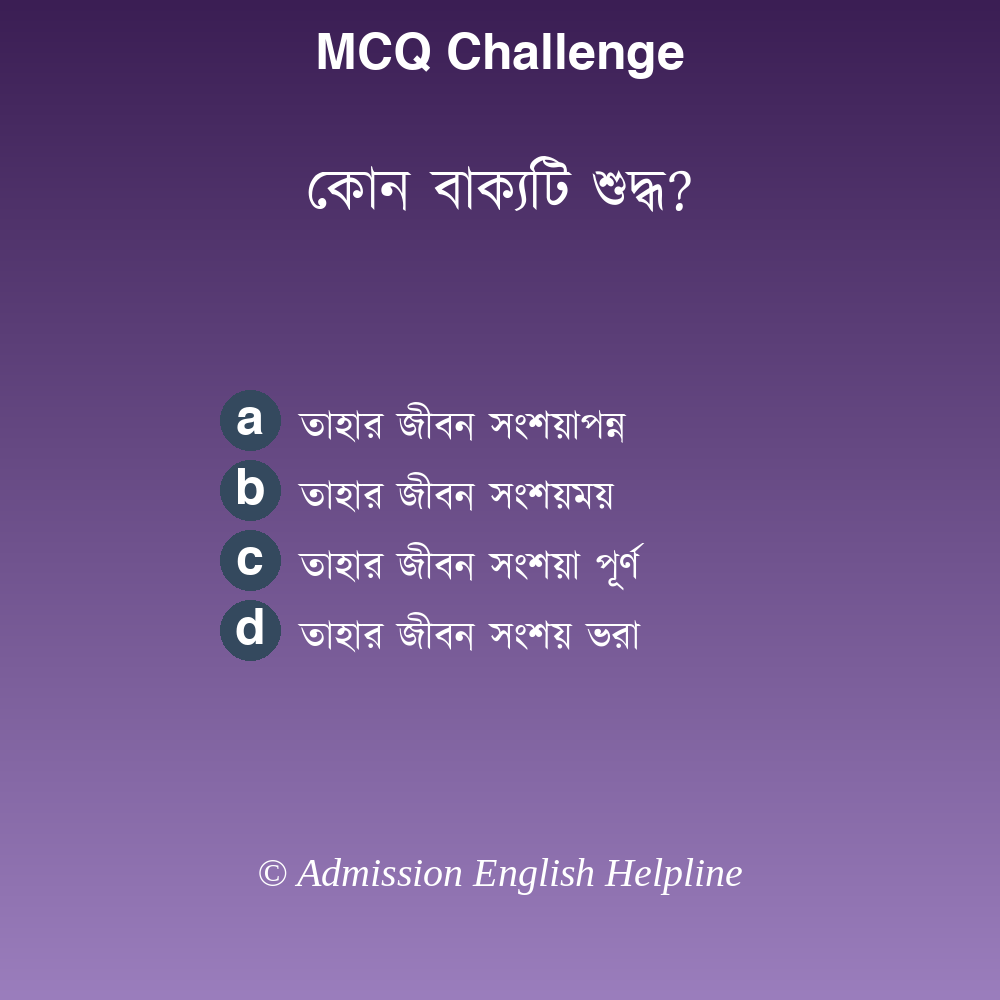 MCQ Challenge
কোন বাক্যটি শুদ্ধ?
a তাহার জীবন সংশয়াপন্ন
b তাহার জীবন সংশয়ময়
c তাহার জীবন সংশয়া পূর্ণ
d তাহার জীবন সংশয় ভরা
© Admission English Helpline